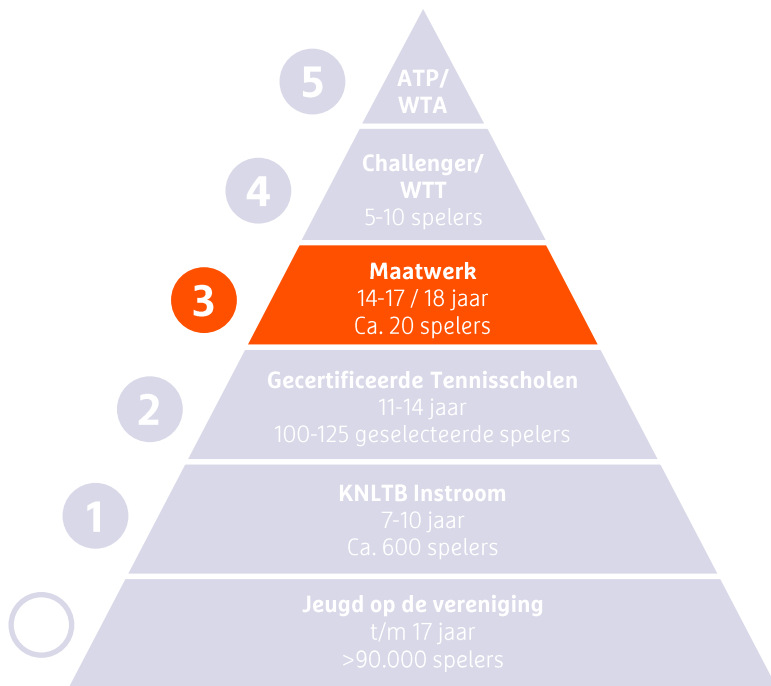 5
ATP/
WTA
4
Challenger/
WTT
5-10 spelers
3
Maatwerk
14-17 / 18 jaar
Ca. 20 spelers
2
Gecertificeerde Tennisscholen
11-14 jaar
100-125 geselecteerde spelers
1
KNLTB Instroom
7-10 jaar
Ca. 600 spelers
Jeugd op de vereniging
t/m 17 jaar
>90.000 spelers